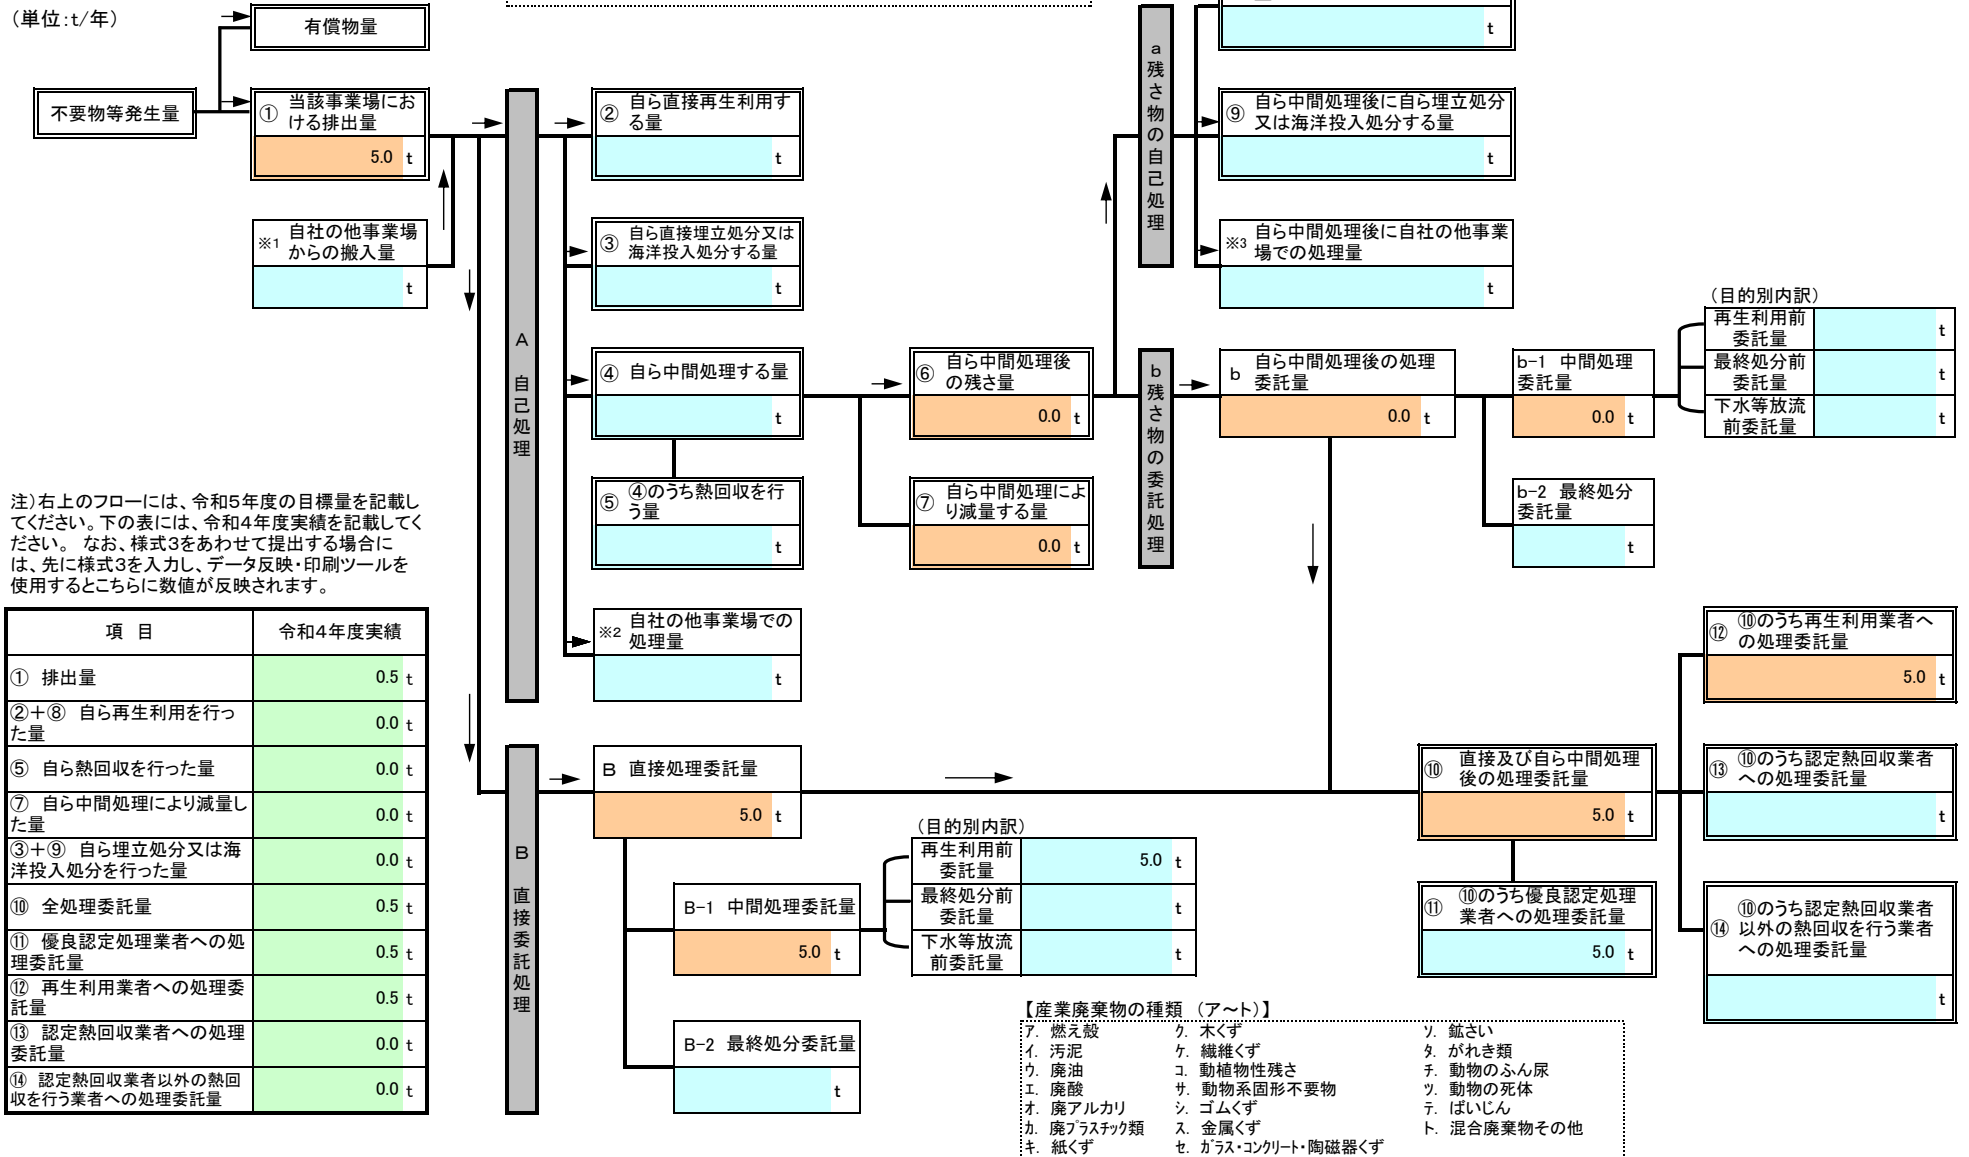 （単位：t/年）
有償物量
不要物等発生量
① 当該事業場にお
ける排出量
5.0 t
※1 自社の他事業場
からの搬入量
t
A 自己処理
② 自ら直接再生利用す
る量
t
③ 自ら直接埋立処分又は
海洋投入処分する量
t
④ 自ら中間処理する量
t
⑤ ④のうち熱回収を行
う量
t
※2 自社の他事業場での
処理量
t
⑥ 自ら中間処理後
の残さ量
0.0 t
⑦ 自ら中間処理によ
り減量する量
0.0 t
a 残さ物の自己処理
t
⑨ 自ら中間処理後に自ら埋立処分
又は海洋投入処分する量
t
※3 自ら中間処理後に自社の他事業
場での処理量
t
b 残さ物の委託処理
b 自ら中間処理後の処理
委託量
0.0 t
b-1 中間処理
委託量
0.0 t
（目的別内訳）
再生利用前
委託量
t
最終処分前
委託量
t
下水等放流
前委託量
t
b-2 最終処分
委託量
t
注）右上のフローには、令和５年度の目標量を記載し
てください。下の表には、令和４年度実績を記載してく
ださい。 なお、様式３をあわせて提出する場合に
は、先に様式３を入力し、データ反映・印刷ツールを
使用するとこちらに数値が反映されます。
項 目 令和４年度実績
① 排出量 0.5 t
②＋⑧ 自ら再生利用を行っ
た量 0.0 t
⑤ 自ら熱回収を行った量 0.0 t
⑦ 自ら中間処理により減量し
た量 0.0 t
③＋⑨ 自ら埋立処分又は海
洋投入処分を行った量 0.0 t
⑩ 全処理委託量 0.5 t
⑪ 優良認定処理業者への処
理委託量 0.5 t
⑫ 再生利用業者への処理委
託量 0.5 t
⑬ 認定熱回収業者への処理
委託量 0.0 t
⑭ 認定熱回収業者以外の熱回
収を行う業者への処理委託量 0.0 t
B 直接委託処理
B 直接処理委託量
5.0 t
B-1 中間処理委託量
5.0 t
（目的別内訳）
再生利用前
委託量
5.0 t
最終処分前
委託量
t
下水等放流
前委託量
t
B-2 最終処分委託量
t
⑩ 直接及び自ら中間処理
後の処理委託量
5.0 t
⑪ ⑩のうち優良認定処理
業者への処理委託量
5.0 t
⑫ ⑩のうち再生利用業者へ
の処理委託量
5.0 t
⑬ ⑩のうち認定熱回収業者
への処理委託量
t
⑭ ⑩のうち認定熱回収業者
以外の熱回収を行う業者
への処理委託量
t
【産業廃棄物の種類 （ア～ト）】
ア. 燃え殻 ク. 木くず ソ. 鉱さい
イ. 汚泥 ケ. 繊維くず タ. がれき類
ウ. 廃油 コ. 動植物性残さ チ. 動物のふん尿
エ. 廃酸 サ. 動物系固形不要物 ツ. 動物の死体
オ. 廃アルカリ シ. ゴムくず テ. ばいじん
カ. 廃プラスチック類 ス. 金属くず ト. 混合廃棄物その他
キ. 紙くず セ. ガラス・コンクリート・陶磁器くず